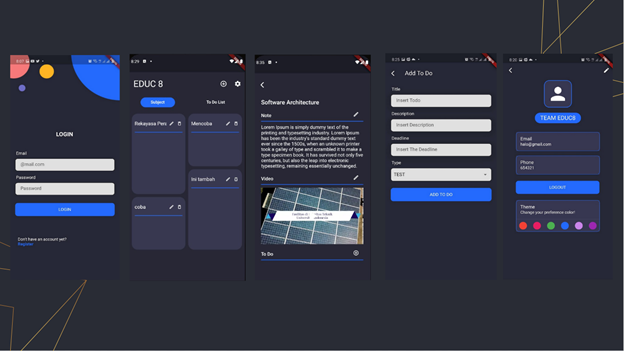 8:07
LOGIN
Email
@mail.com
Password
Password
LOGIN
Don't have an account yet?
Register
8:29
EDUC 8
Subject
To Do List
Rekayasa Pera
Mencoba
Ini tambah
coba
8:36
Software Architecture
Note
Lorem Ipsum is simply dummy text of the
printing and typesetting industry. Lorem Ipsum
has been the industry's standard dummy text
ever since the 1500s, when an unknown printer
took a galley of type and scrambled it to make a
type specimen book. It has survived not only five
centuries, but also the leap into electronic
typesetting, remaining essentially unchanged.
Video
To Do
Add To Do
Title
Insert Todo
Description
Insert Description
Deadline
Insert The Deadline
Type
TEST
ADD TO DO
TEAM EDUC8
Email
halo@gmail.com
Phone
654321
LOGOUT
Theme
Change your preference color!